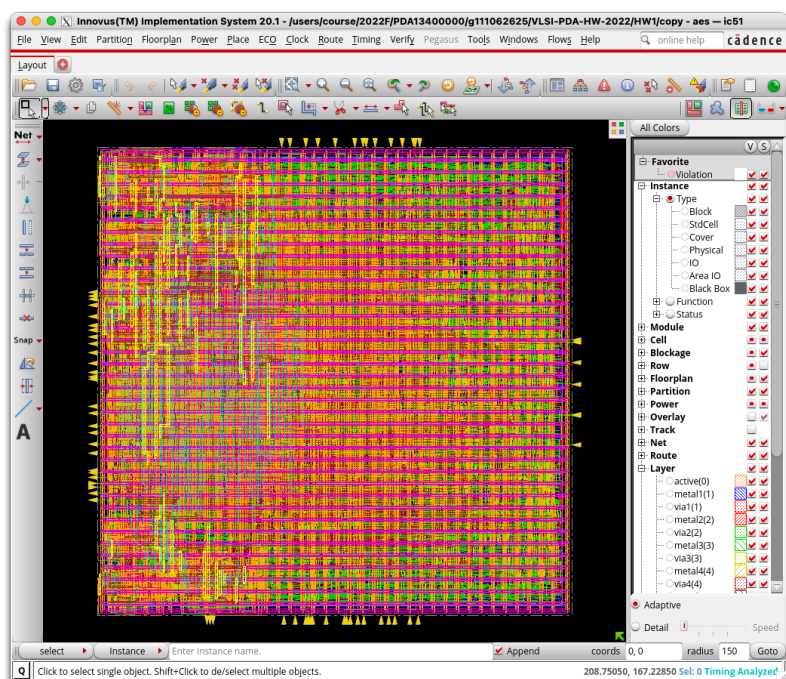 Innovus(TM) Implementation System 20.1 - /users/course/2022F/PDA13400000/g111062625/VLSI-PDA-HW-2022/HW1/copy - aes — ic51
File View Edit Partition Floorplan Power Place ECO Clock Route Timing Verify Pegasus Tools Windows Flows Help online help cādence
Layout
All Colors
Net
V S
Favorite
Violation
Instance
Type
Block
StdCell
Cover
Physical
IO
Area IO
Black Box
Function
Status
Module
Snap
Cell
Blockage
Row
Floorplan
Partition
Power
Overlay
A
Track
Net
Route
Layer
active(0)
metal1(1)
via1(1)
metal2(2)
via2(2)
metal3(3)
via3(3)
metal4(4)
via4(4)
Adaptive
Detail Speed
select Instance Enter Instance name. Append coords 0, 0 radius 150 Goto
Q Click to select single object. Shift+Click to de/select multiple objects. 208.75050, 167.22850 Sel: 0 Timing Analyzed